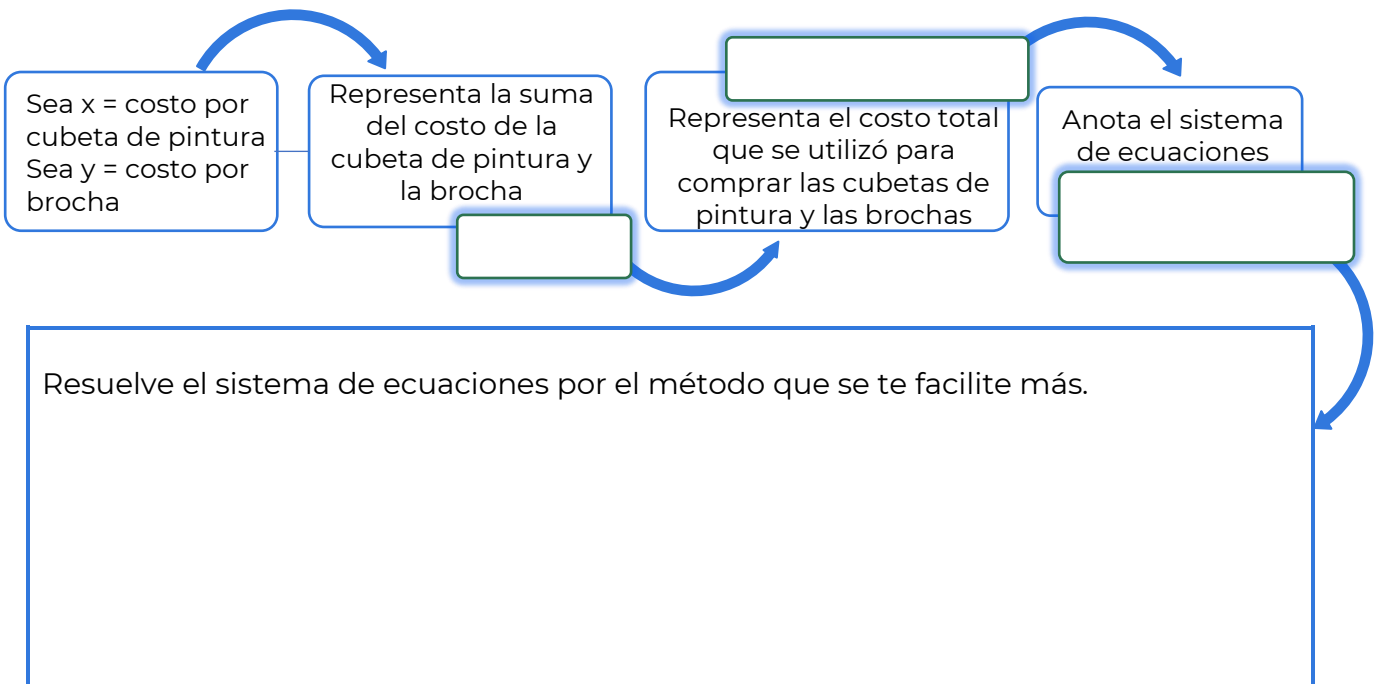 Sea x = costo por
cubeta de pintura
Sea y = costo por
brocha
Representa la suma
del costo de la
cubeta de pintura y
la brocha
Representa el costo total
que se utilizó para
comprar las cubetas de
pintura y las brochas
Anota el sistema
de ecuaciones
Resuelve el sistema de ecuaciones por el método que se te facilite más.